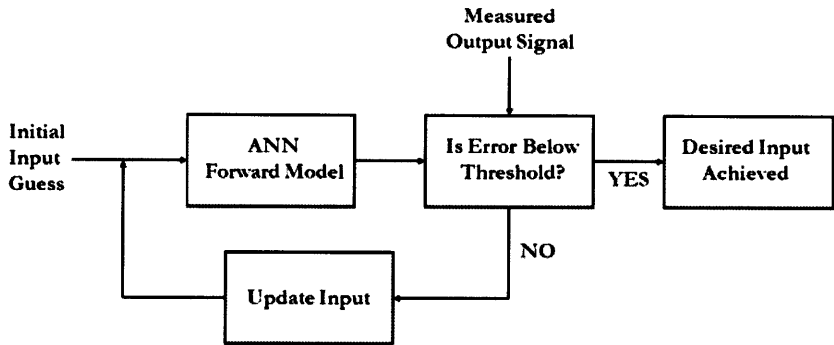 Measured
Output Signal
Initial
Input
Guess
ANN
Forward Model
Is Error Below
Threshold?
YES
Desired Input
Achieved
NO
Update Input